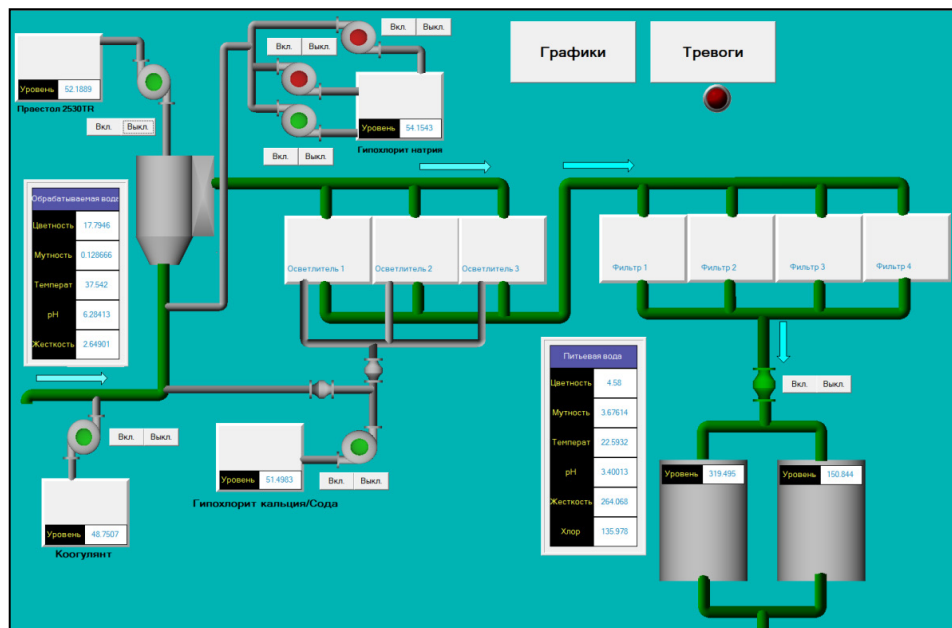 Вкл. Выкл.
Графики
Тревоги
Вкл. Выкл.
Уровень 52.1889
Првестол 2530TR
Вкл. Выкл.
Уровень 54.1543
Гипохлорит натрия
Вкл. Выкл.
Обрабатываемая вода
Цветность 17.7946
Мутность 0.128666
Температ 37.542
pH 6.28413
Жесткость 2.64901
Осветлитель 1
Осветлитель 2
Осветлитель 3
Фильтр 1
Фильтр 2
Фильтр 3
Фильтр 4
Питьевая вода
Цветность 4.58
Мутность 3.67614
Температ 22.5932
pH 3.40013
Жесткость 264.068
Хлор 135.978
Вкл. Выкл.
Вкл. Выкл.
Уровень 51.4983
Вкл. Выкл.
Гипохлорит кальция/Сода
Уровень 48.7507
Коогулянт
Уровень 319.495
Уровень 150.844